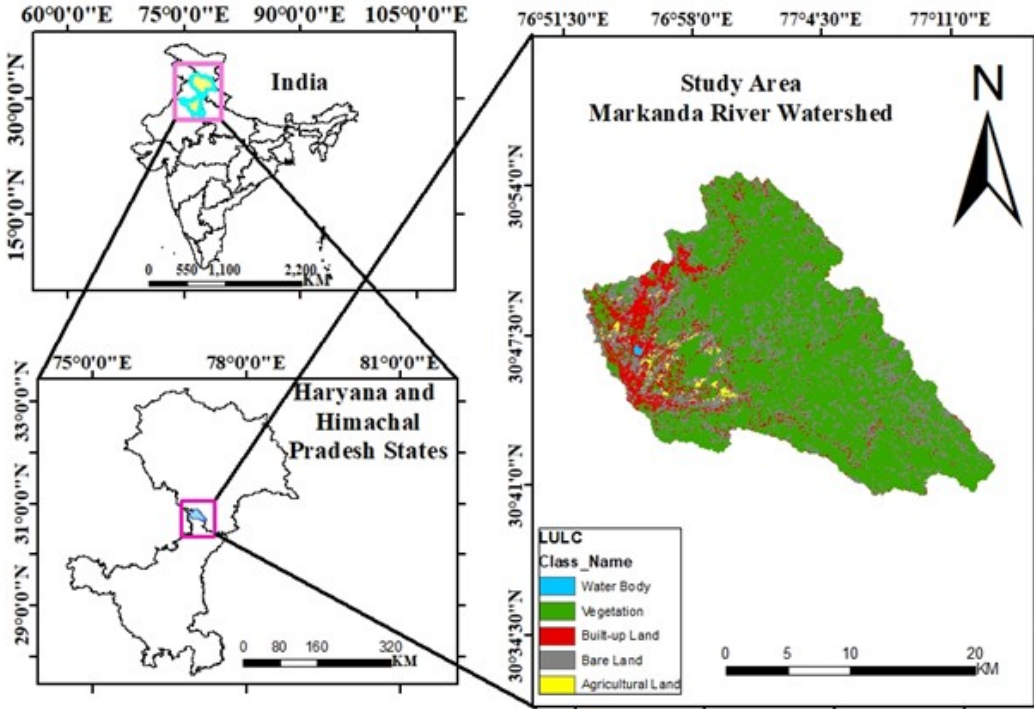 60°0'0"E 75°0'0"E 90°0'0"E 105°0'0"E
30°0'0"N
15°0'0"N
India
0 550 1,100 2,200
KM
75°0'0"E 78°0'0"E 81°0'0"E
33°0'0"N
31°0'0"N
29°0'0"N
Haryana and
Himachal
Pradesh States
0 80 160 320
KM
76°51'30"E 76°58'0"E 77°4'30"E 77°11'0"E
30°54'0"N
30°47'30"N
30°41'0"N
30°34'30"N
Study Area
Markanda River Watershed
N
LULC
Class_Name
Water Body
Vegetation
Built-up Land
Bare Land
Agricultural Land
0 5 10 20
KM